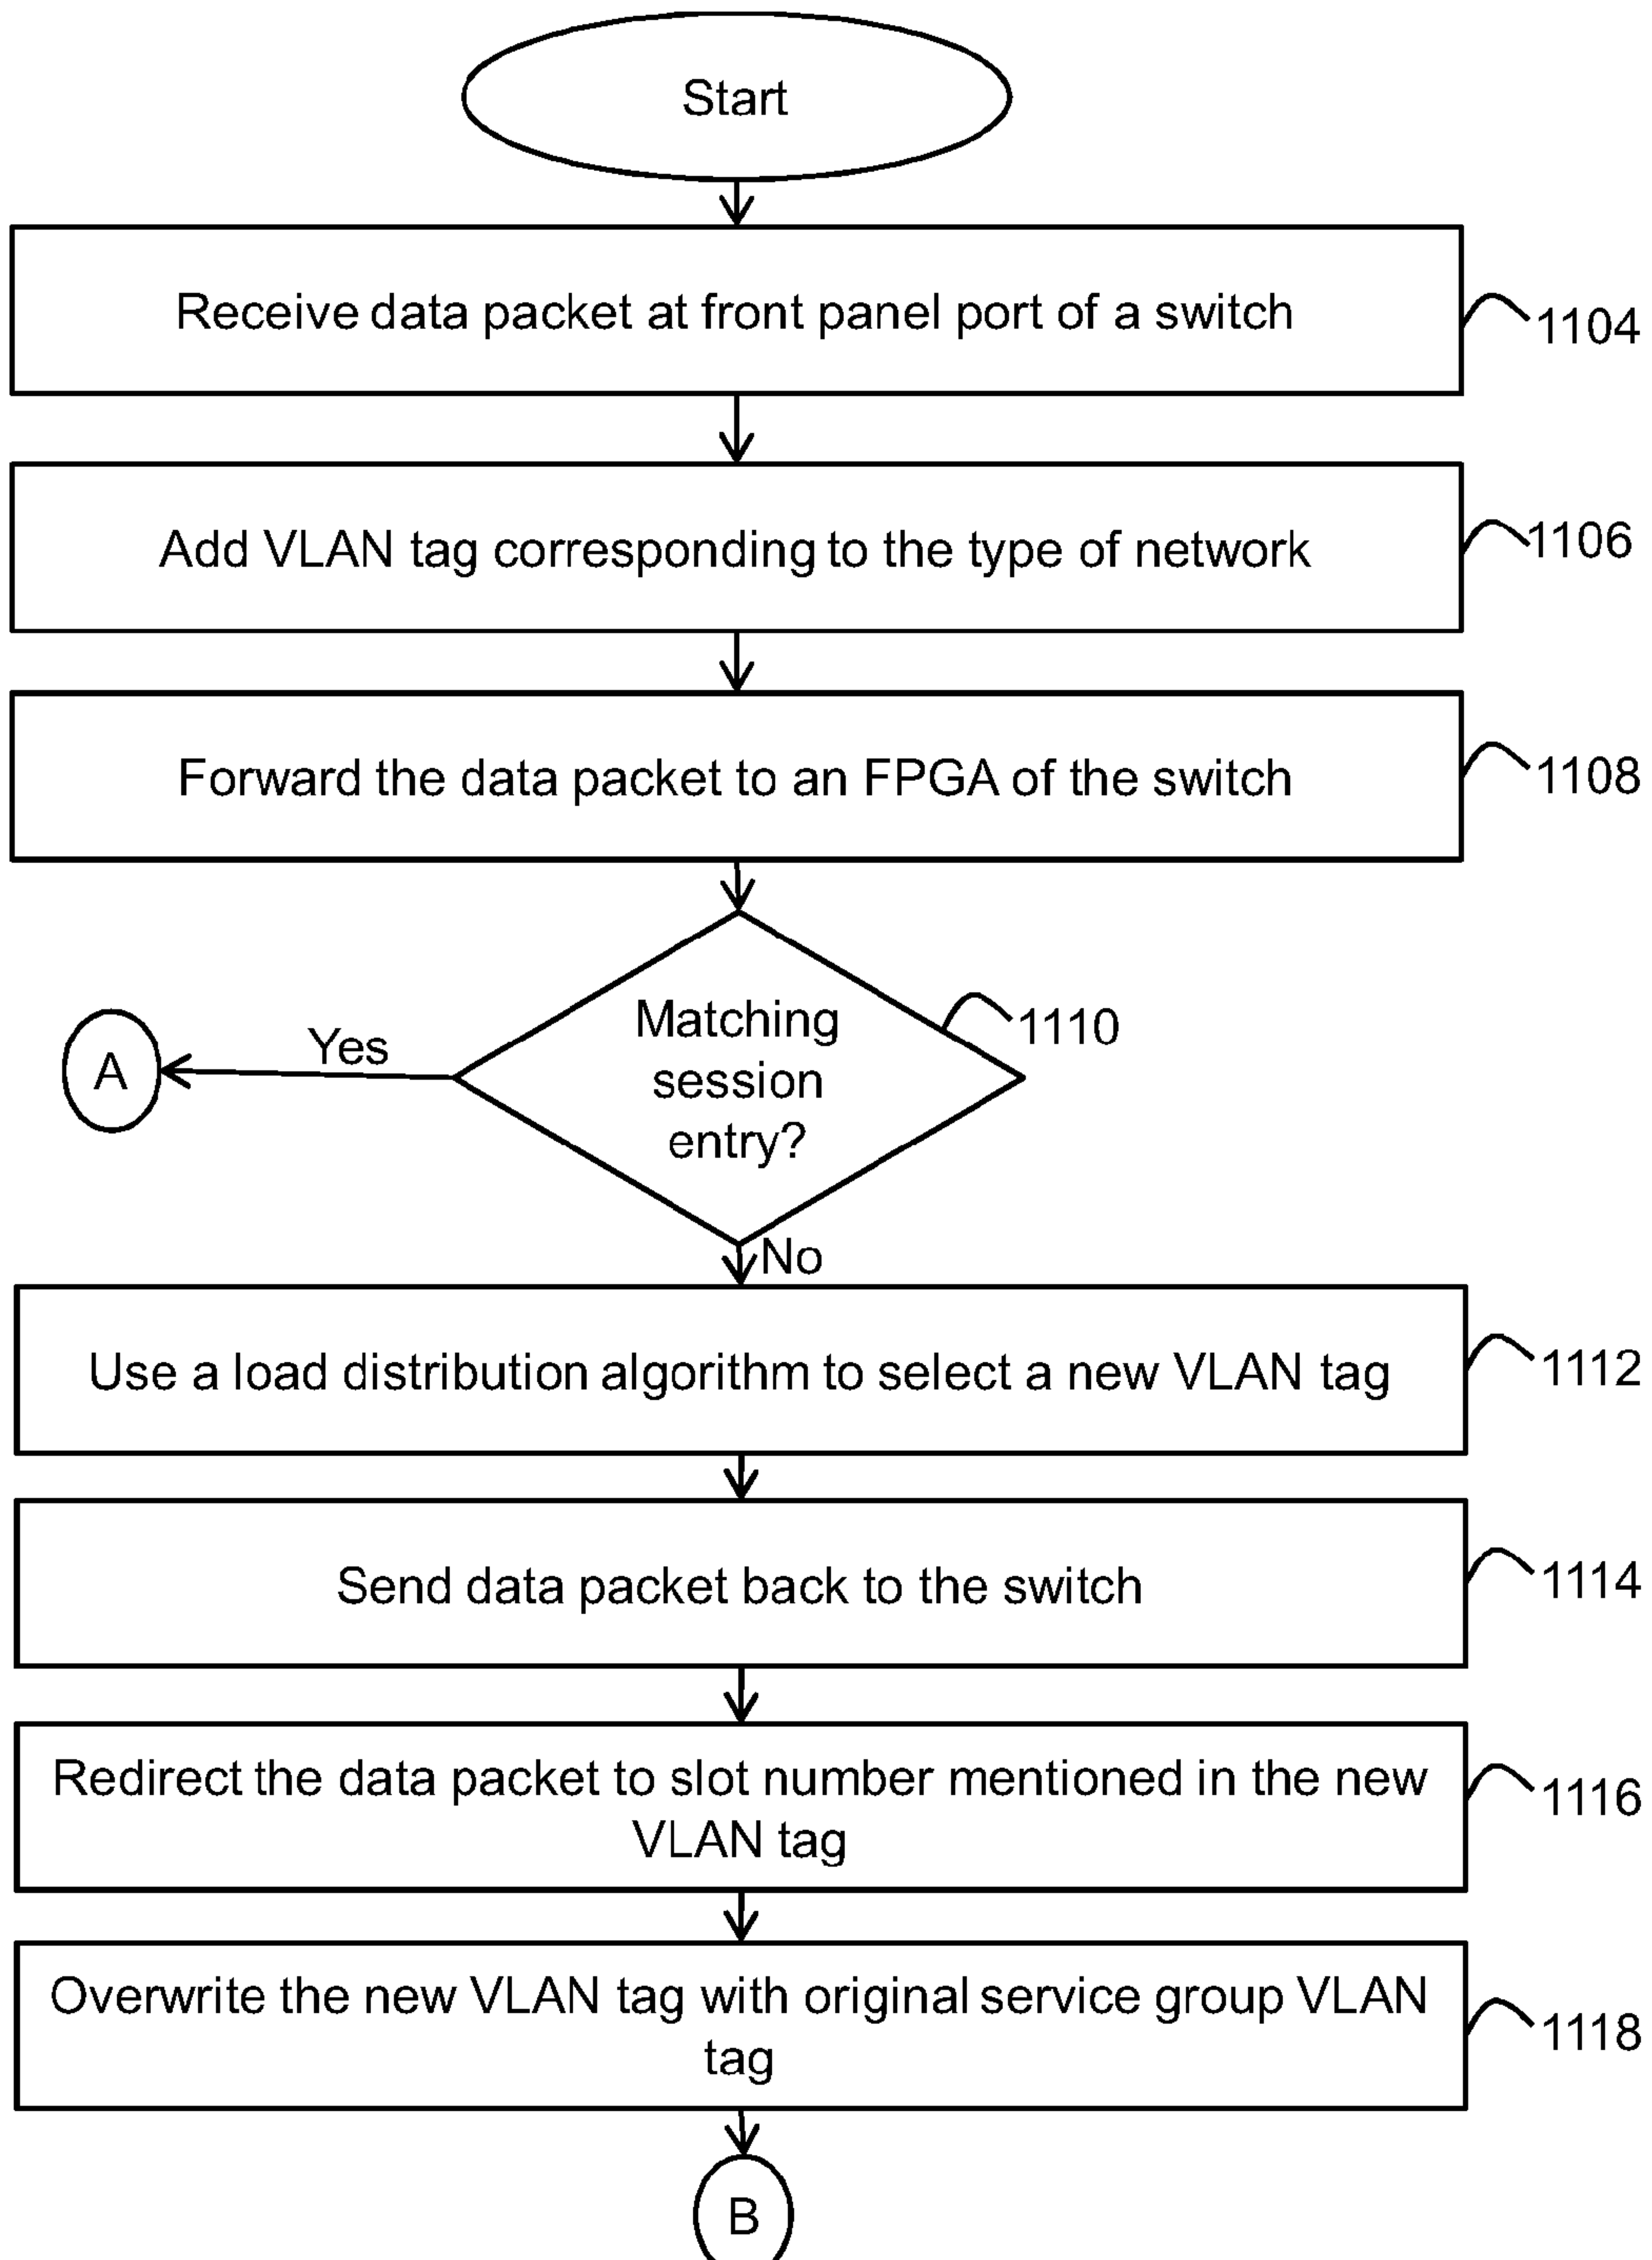 Start
Receive data packet at front panel port of a switch
1104
Add VLAN tag corresponding to the type of network
1106
Forward the data packet to an FPGA of the switch
1108
Matching
session
entry?
1110
Yes
A
No
Use a load distribution algorithm to select a new VLAN tag
1112
Send data packet back to the switch
1114
Redirect the data packet to slot number mentioned in the new
VLAN tag
1116
Overwrite the new VLAN tag with original service group VLAN
tag
1118
B